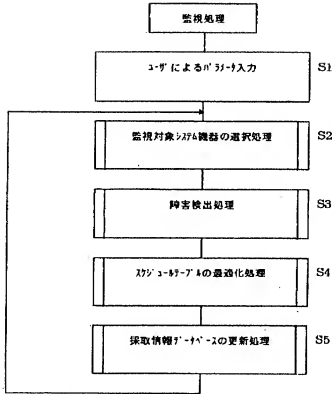 監視処理
ﾕｰｻﾞによるﾊﾟﾗﾒｰﾀ入力 S1
監視対象ｼｽﾃﾑ機器の選択処理 S2
障害検出処理 S3
ｽｹｼﾞｭｰﾙﾃｰﾌﾞﾙの最適化処理 S4
採取情報ﾃﾞｰﾀﾍﾞｰｽの更新処理 S5